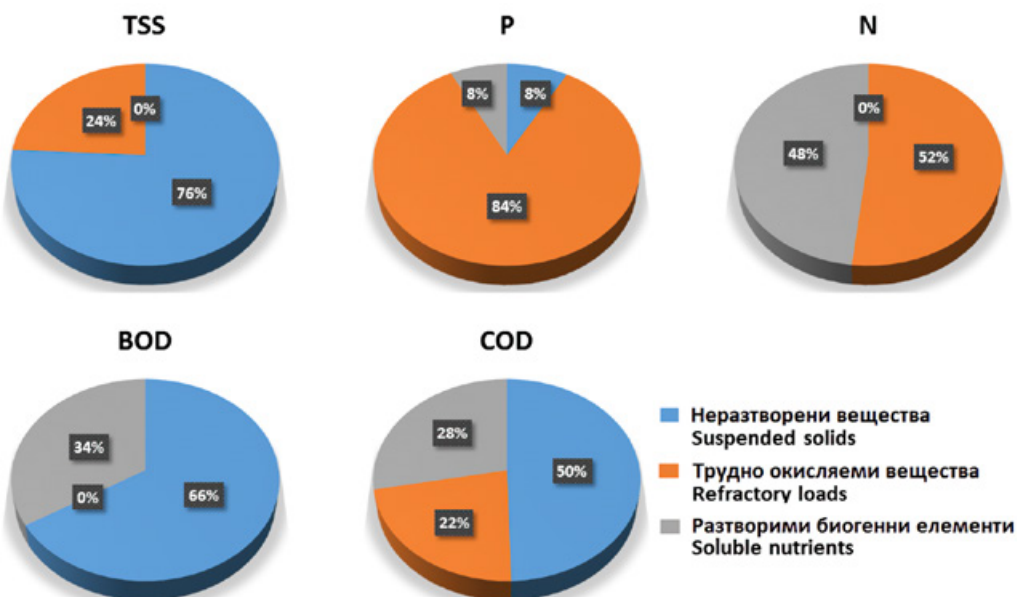 TSS
0%
24%
76%
P
8%
8%
84%
N
0%
48%
52%
BOD
34%
0%
66%
COD
28%
50%
22%
Неразтворени вещества
Suspended solids
Трудно окисляеми вещества
Refractory loads
Разтворими биогенни елементи
Soluble nutrients